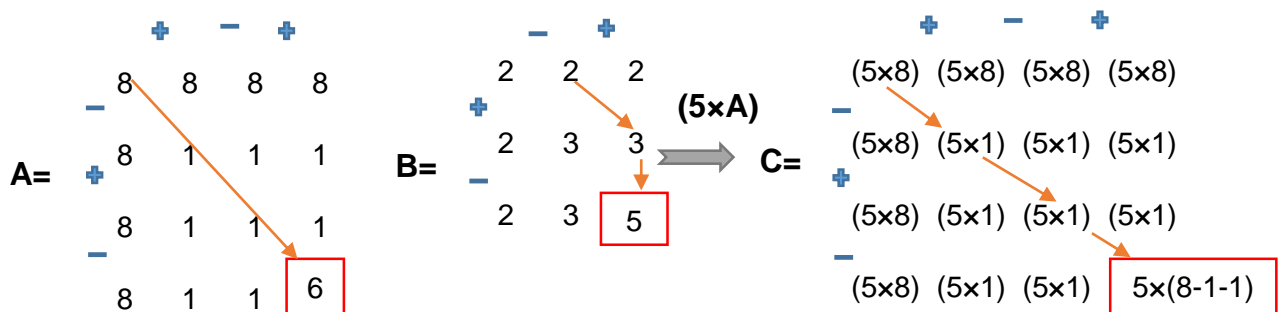 + − +
− +
+ − +
8 8 8 8
2 2 2
(5×8) (5×8) (5×8) (5×8)
−
+
(5×A)
−
8 1 1 1
2 3 3
(5×8) (5×1) (5×1) (5×1)
A=
+
B=
−
C=
+
8 1 1 1
2 3 5
(5×8) (5×1) (5×1) (5×1)
−
−
8 1 1 6
(5×8) (5×1) (5×1) 5×(8-1-1)